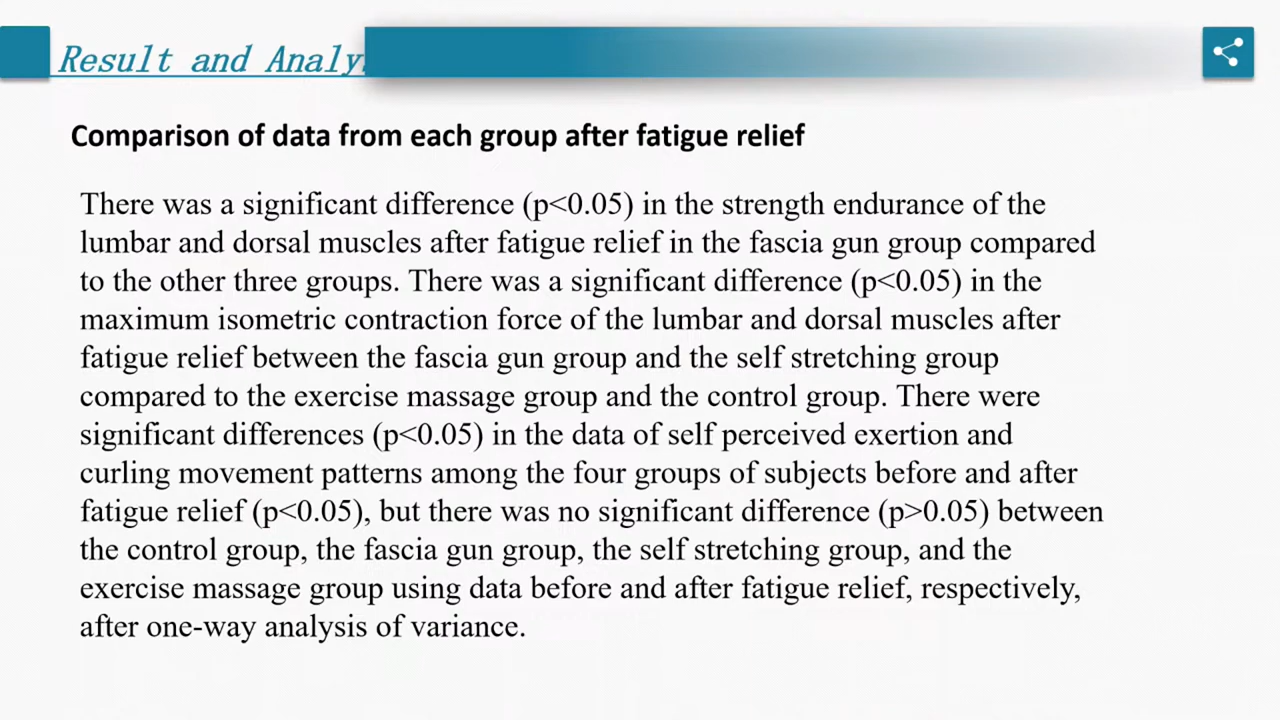 Result and Analy
Comparison of data from each group after fatigue relief
There was a significant difference (p<0.05) in the strength endurance of the
lumbar and dorsal muscles after fatigue relief in the fascia gun group compared
to the other three groups. There was a significant difference (p<0.05) in the
maximum isometric contraction force of the lumbar and dorsal muscles after
fatigue relief between the fascia gun group and the self stretching group
compared to the exercise massage group and the control group. There were
significant differences (p<0.05) in the data of self perceived exertion and
curling movement patterns among the four groups of subjects before and after
fatigue relief (p<0.05), but there was no significant difference (p>0.05) between
the control group, the fascia gun group, the self stretching group, and the
exercise massage group using data before and after fatigue relief, respectively,
after one-way analysis of variance.